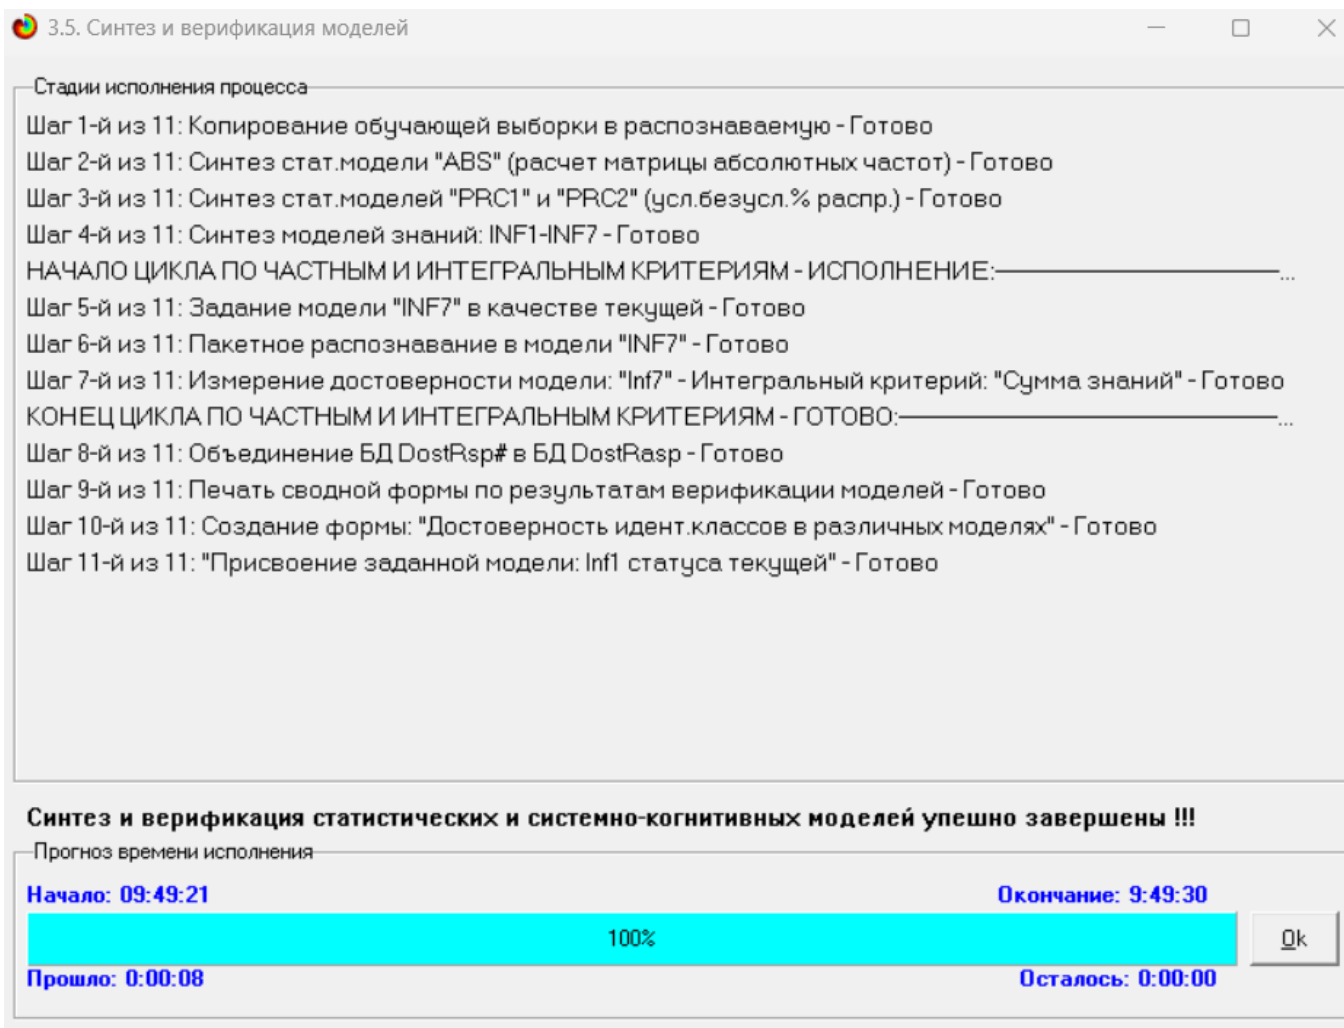 3.5. Синтез и верификация моделей
Стадии исполнения процесса
Шаг 1-й из 11: Копирование обучающей выборки в распознаваемую - Готово
Шаг 2-й из 11: Синтез стат.модели "ABS" (расчет матрицы абсолютных частот) - Готово
Шаг 3-й из 11: Синтез стат.моделей "PRC1" и "PRC2" (усл.безусл.% распр.) - Готово
Шаг 4-й из 11: Синтез моделей знаний: INF1-INF7 - Готово
НАЧАЛО ЦИКЛА ПО ЧАСТНЫМ И ИНТЕГРАЛЬНЫМ КРИТЕРИЯМ - ИСПОЛНЕНИЕ:———————————...
Шаг 5-й из 11: Задание модели "INF7" в качестве текущей - Готово
Шаг 6-й из 11: Пакетное распознавание в модели "INF7" - Готово
Шаг 7-й из 11: Измерение достоверности модели: "Inf7" - Интегральный критерий: "Сумма знаний" - Готово
КОНЕЦ ЦИКЛА ПО ЧАСТНЫМ И ИНТЕГРАЛЬНЫМ КРИТЕРИЯМ - ГОТОВО:———————————...
Шаг 8-й из 11: Объединение БД DostRsp# в БД DostRasp - Готово
Шаг 9-й из 11: Печать сводной формы по результатам верификации моделей - Готово
Шаг 10-й из 11: Создание формы: "Достоверность идент.классов в различных моделях" - Готово
Шаг 11-й из 11: "Присвоение заданной модели: Inf1 статуса текущей" - Готово
Синтез и верификация статистических и системно-когнитивных моделей упешно завершены !!!
Прогноз времени исполнения
Начало: 09:49:21 Окончание: 9:49:30
100% Ok
Прошло: 0:00:08 Осталось: 0:00:00